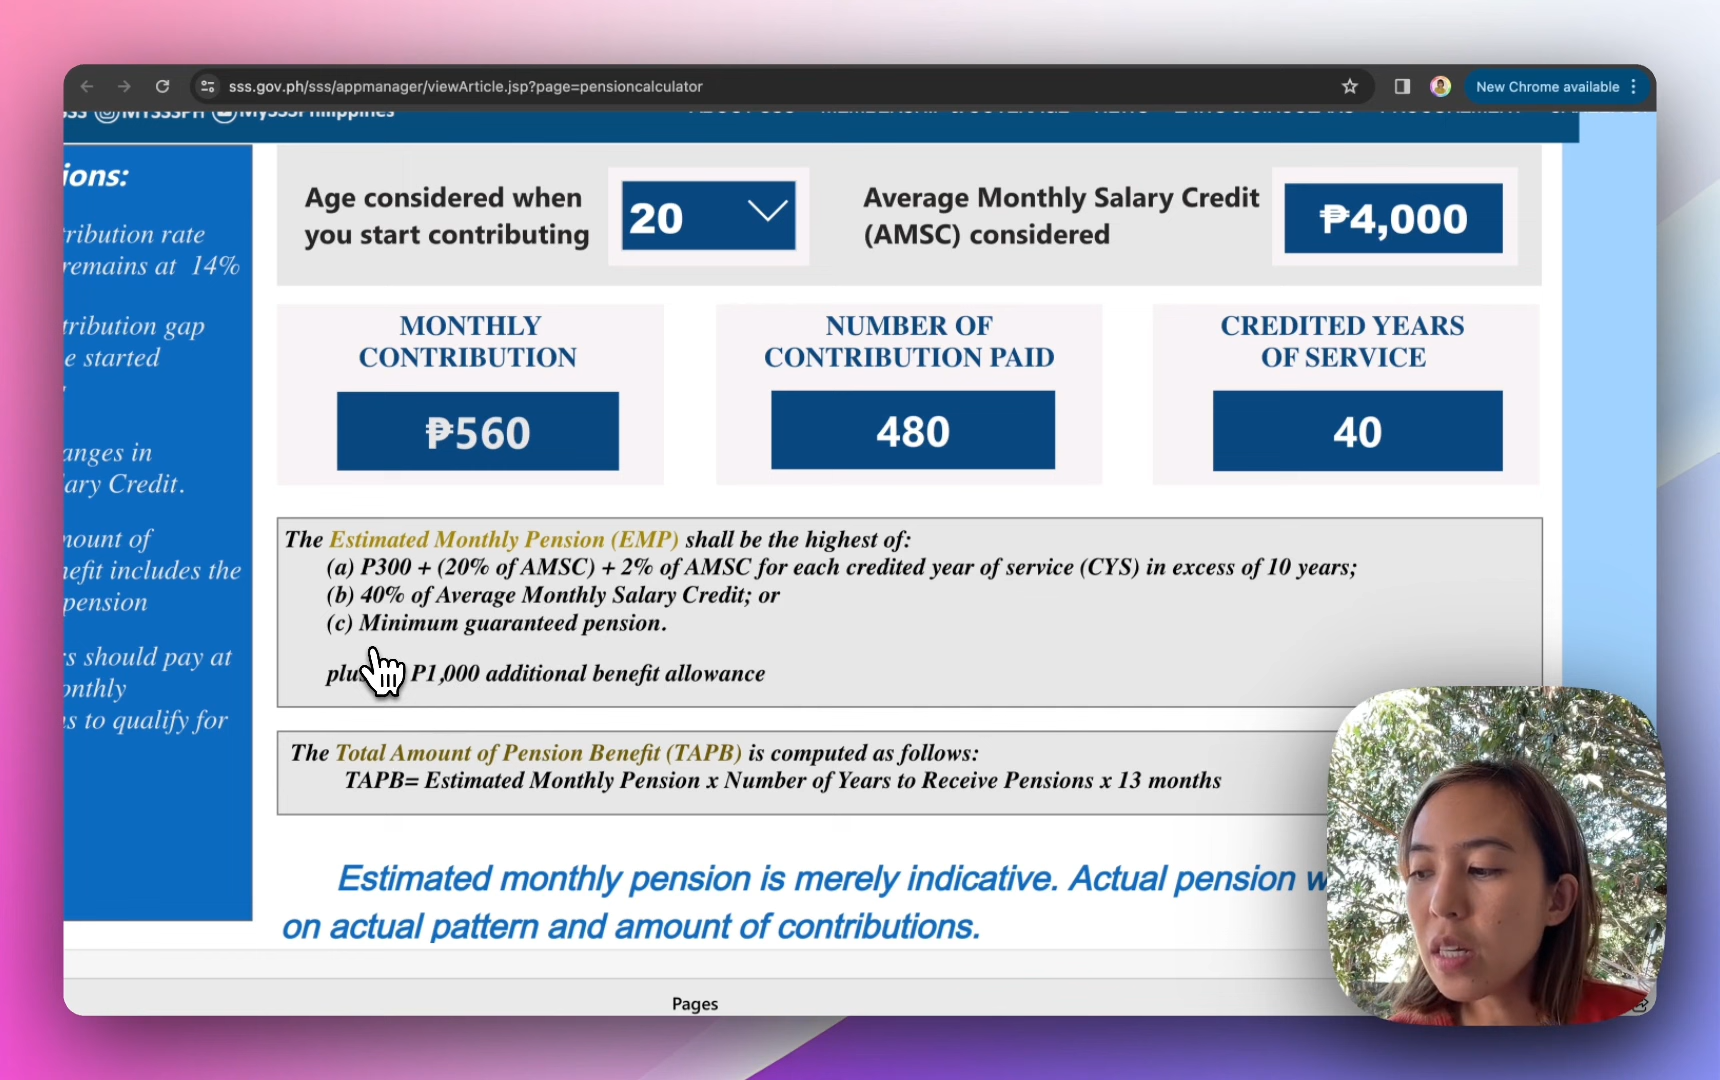 sss.gov.ph/sss/appmanager/viewArticle.jsp?page=pensioncalculator
New Chrome available
MYSSSPH MySSSPhilippines
ions:
tribution rate
remains at 14%
tribution gap
e started
anges in
ary Credit.
nount of
nefit includes the
pension
rs should pay at
onthly
ns to qualify for
Age considered when
you start contributing
20
Average Monthly Salary Credit
(AMSC) considered
₱4,000
MONTHLY
CONTRIBUTION
₱560
NUMBER OF
CONTRIBUTION PAID
480
CREDITED YEARS
OF SERVICE
40
The Estimated Monthly Pension (EMP) shall be the highest of:
(a) P300 + (20% of AMSC) + 2% of AMSC for each credited year of service (CYS) in excess of 10 years;
(b) 40% of Average Monthly Salary Credit; or
(c) Minimum guaranteed pension.
plus P1,000 additional benefit allowance
The Total Amount of Pension Benefit (TAPB) is computed as follows:
TAPB= Estimated Monthly Pension x Number of Years to Receive Pensions x 13 months
Estimated monthly pension is merely indicative. Actual pension w
on actual pattern and amount of contributions.
Pages